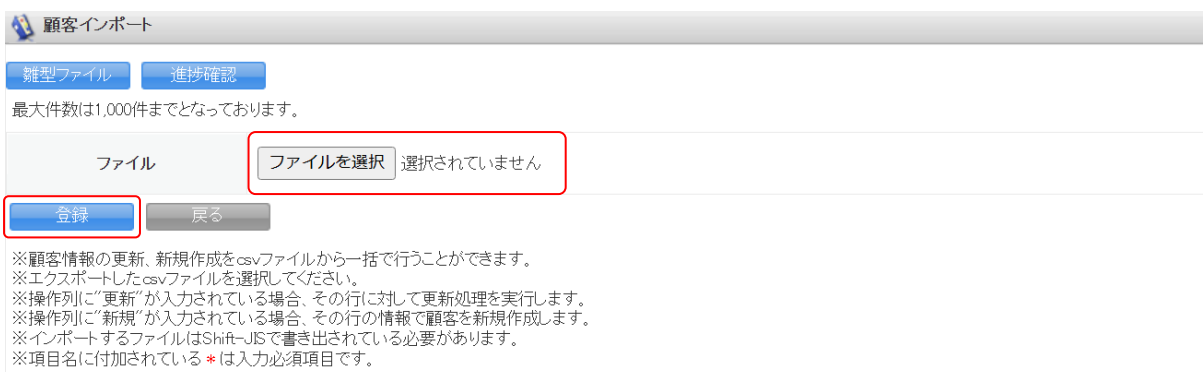 顧客インポート
雛型ファイル 進捗確認
最大件数は1,000件までとなっております。
ファイル ファイルを選択 選択されていません
登録 戻る
※顧客情報の更新、新規作成をcsvファイルから一括で行うことができます。
※エクスポートしたcsvファイルを選択してください。
※操作列に"更新"が入力されている場合、その行に対して更新処理を実行します。
※操作列に"新規"が入力されている場合、その行の情報で顧客を新規作成します。
※インポートするファイルはShift-JISで書き出されている必要があります。
※項目名に付加されている*は入力必須項目です。